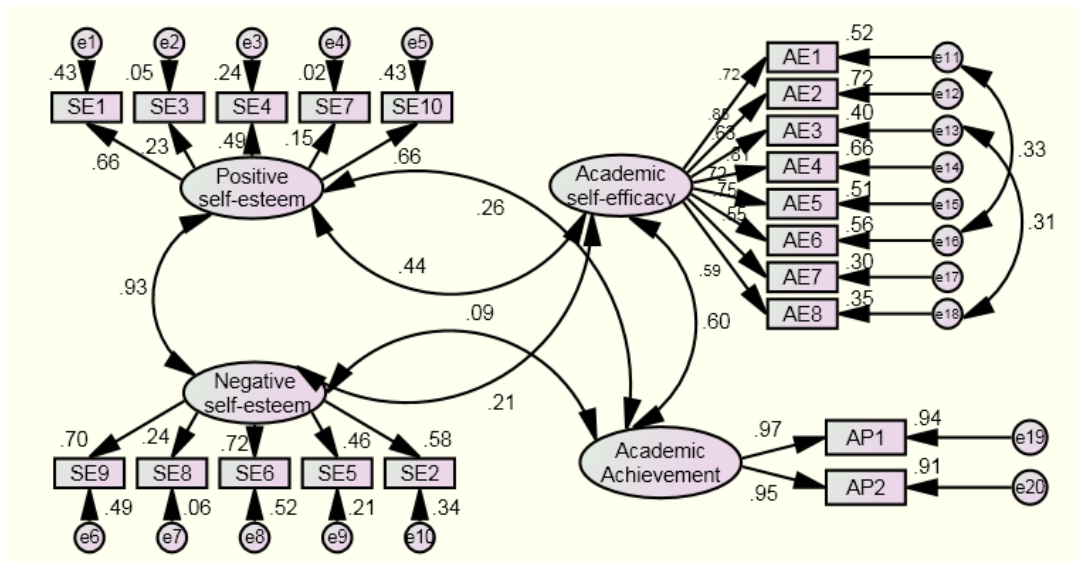 e1 e2 e3 e4 e5
.43 .05 .24 .02 .43
SE1 SE3 SE4 SE7 SE10
.66 .23 .49 .15 .66
Positive
self-esteem
Academic
self-efficacy
.26
.44
.93
.09
.21
.60
Negative
self-esteem
.70 .24 .72 .46 .58
SE9 SE8 SE6 SE5 SE2
.49 .06 .52 .21 .34
e6 e7 e8 e9 e10
.72
.85
.63
.81
.72
.75
.55
.59
AE1 .52 e11
AE2 .72 e12
AE3 .40 e13
AE4 .66 e14
AE5 .51 e15
AE6 .56 e16
AE7 .30 e17
AE8 .35 e18
.33
.31
Academic
Achievement
.97 AP1 .94 e19
.95 AP2 .91 e20